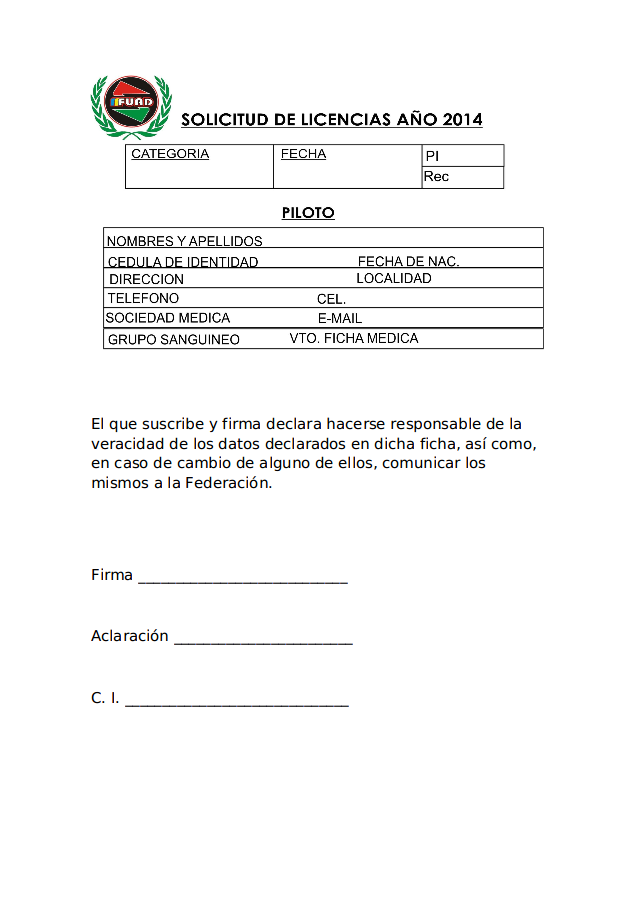 FUAD
SOLICITUD DE LICENCIAS AÑO 2014
CATEGORIA FECHA PI
Rec
PILOTO
NOMBRES Y APELLIDOS
CEDULA DE IDENTIDAD FECHA DE NAC.
DIRECCION LOCALIDAD
TELEFONO CEL.
SOCIEDAD MEDICA E-MAIL
GRUPO SANGUINEO VTO. FICHA MEDICA
El que suscribe y firma declara hacerse responsable de la
veracidad de los datos declarados en dicha ficha, así como,
en caso de cambio de alguno de ellos, comunicar los
mismos a la Federación.
Firma ____________________________
Aclaración ________________________
C. I. ______________________________